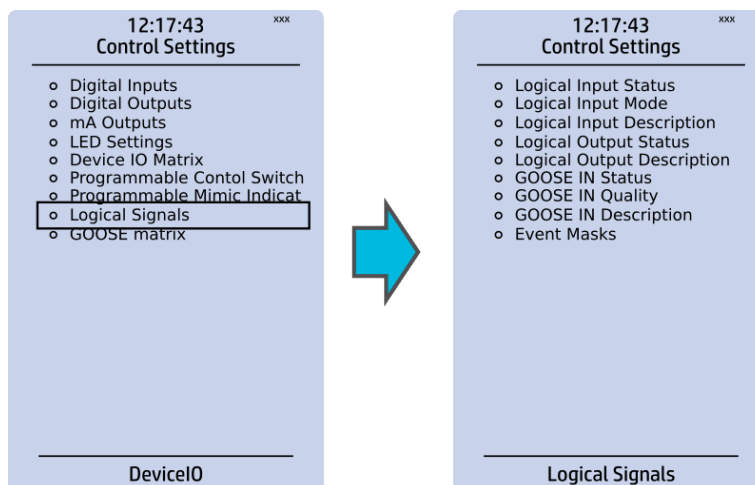 12:17:43
xxx
Control Settings
Digital Inputs
Digital Outputs
mA Outputs
LED Settings
Device IO Matrix
Programmable Contol Switch
Programmable Mimic Indicat
Logical Signals
GOOSE matrix
DeviceIO
12:17:43
xxx
Control Settings
Logical Input Status
Logical Input Mode
Logical Input Description
Logical Output Status
Logical Output Description
GOOSE IN Status
GOOSE IN Quality
GOOSE IN Description
Event Masks
Logical Signals